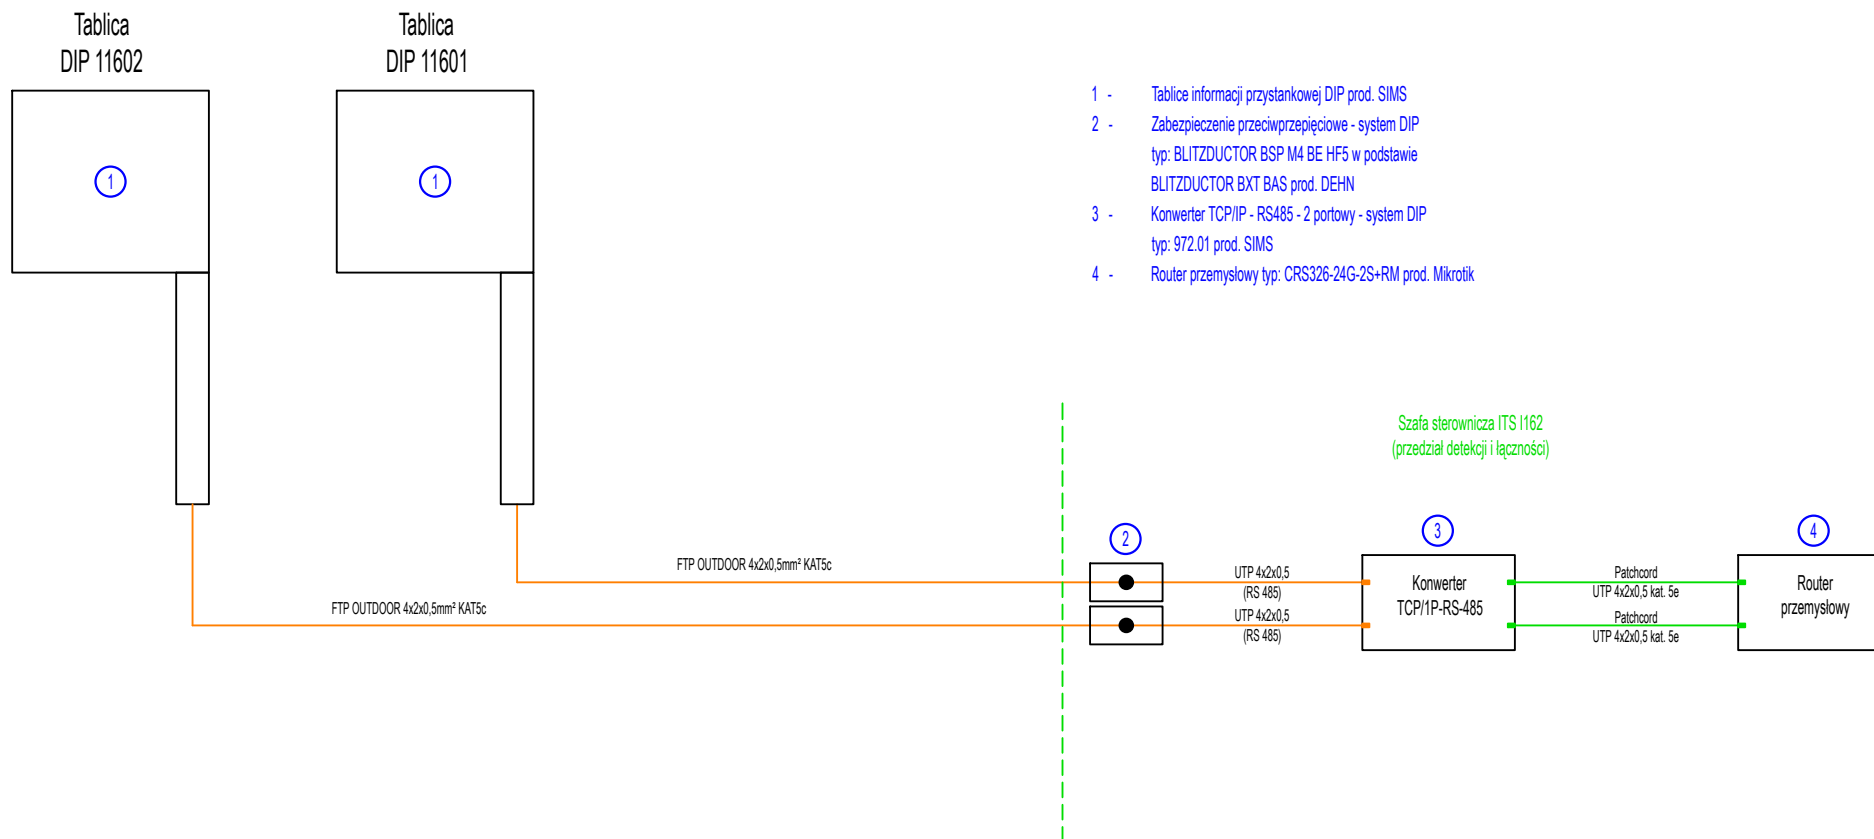 Tablica
DIP 11602
Tablica
DIP 11601
1
1
1 - Tablice informacji przystankowej DIP prod. SIMS
2 - Zabezpieczenie przeciwprzepięciowe - system DIP
typ: BLITZDUCTOR BSP M4 BE HF5 w podstawie
BLITZDUCTOR BXT BAS prod. DEHN
3 - Konwerter TCP/IP - RS485 - 2 portowy - system DIP
typ: 972.01 prod. SIMS
4 - Router przemysłowy typ: CRS326-24G-2S+RM prod. Mikrotik
Szafa sterownicza ITS I162
(przedział detekcji i łączności)
2
3
4
FTP OUTDOOR 4x2x0,5mm² KAT5c
FTP OUTDOOR 4x2x0,5mm² KAT5c
UTP 4x2x0,5
(RS 485)
UTP 4x2x0,5
(RS 485)
Konwerter
TCP/1P-RS-485
Patchcord
UTP 4x2x0,5 kat. 5e
Patchcord
UTP 4x2x0,5 kat. 5e
Router
przemysłowy